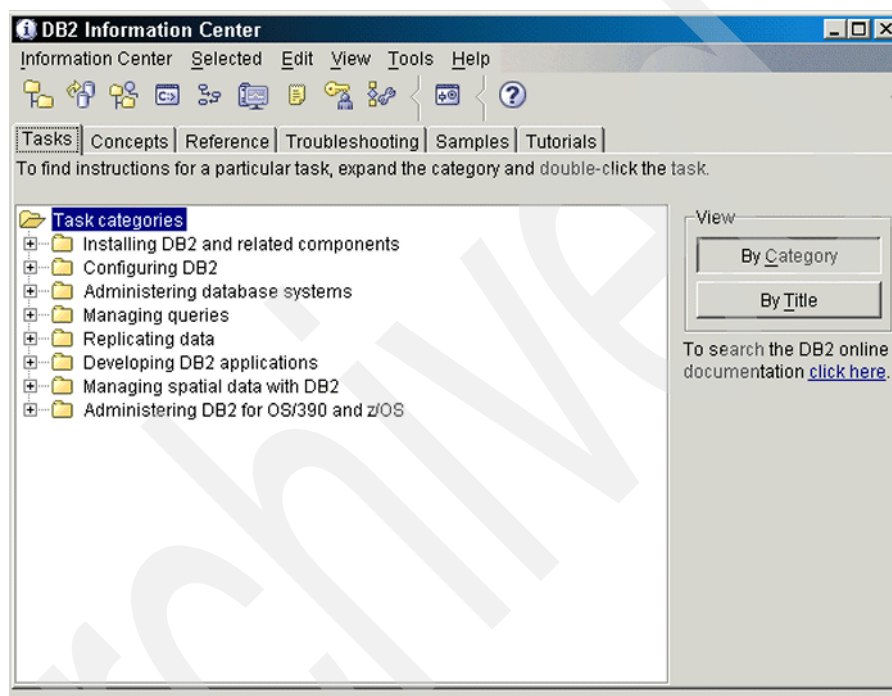 DB2 Information Center
Information Center Selected Edit View Tools Help
Tasks Concepts Reference Troubleshooting Samples Tutorials
To find instructions for a particular task, expand the category and double-click the task.
Task categories
Installing DB2 and related components
Configuring DB2
Administering database systems
Managing queries
Replicating data
Developing DB2 applications
Managing spatial data with DB2
Administering DB2 for OS/390 and z/OS
View
By Category
By Title
To search the DB2 online
documentation click here.